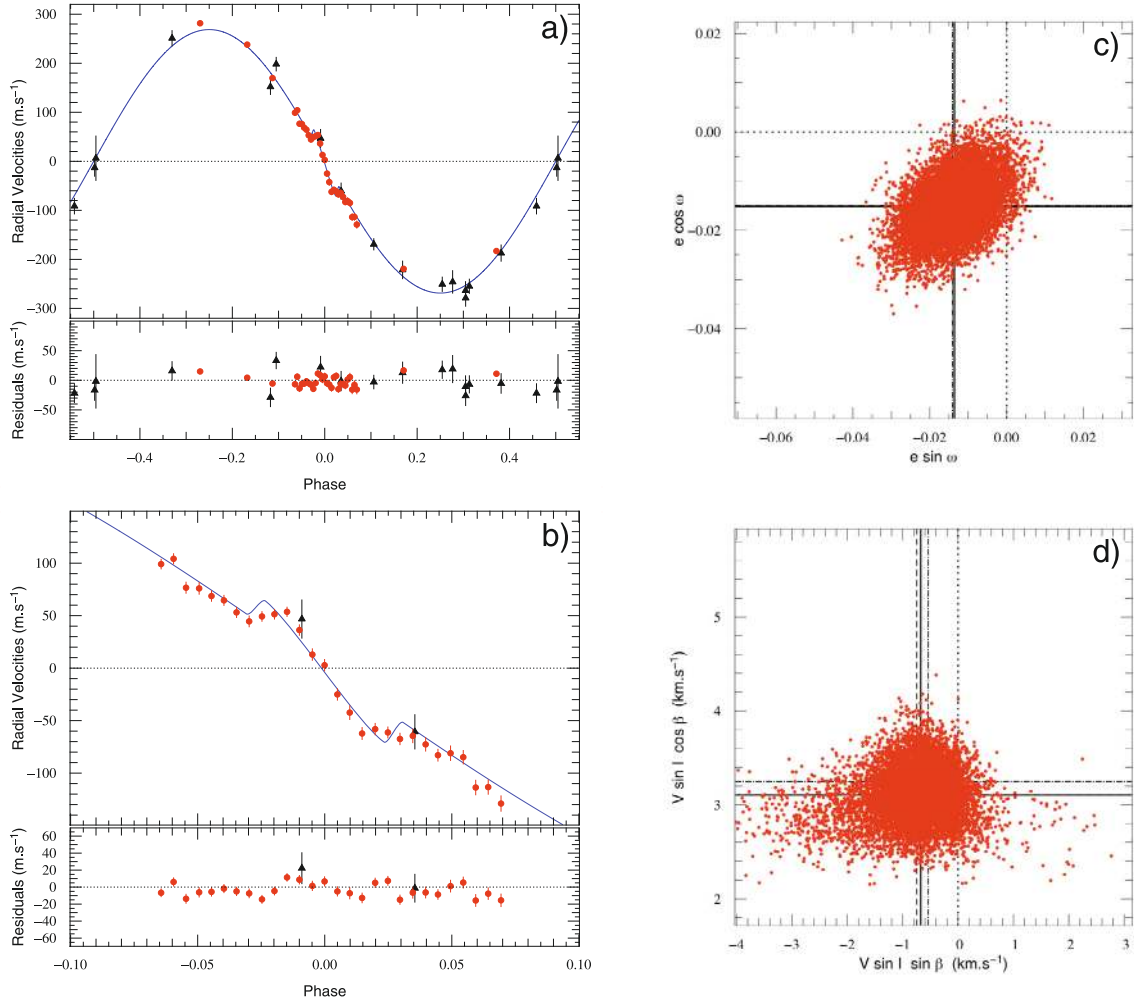 a)
Radial Velocities (m.s⁻¹)
300
200
100
0
−100
−200
−300
Residuals (m.s⁻¹)
50
0
−50
−0.4 −0.2 0.0 0.2 0.4
Phase
c)
e cos ω
0.02
0.00
−0.02
−0.04
−0.06 −0.04 −0.02 0.00 0.02
e sin ω
b)
Radial Velocities (m.s⁻¹)
100
50
0
−50
−100
Residuals (m.s⁻¹)
60
40
20
0
−20
−40
−60
−0.10 −0.05 0.00 0.05 0.10
Phase
d)
V sin I cos β (km.s⁻¹)
5
4
3
2
−4 −3 −2 −1 0 1 2 3
V sin I sin β (km.s⁻¹)